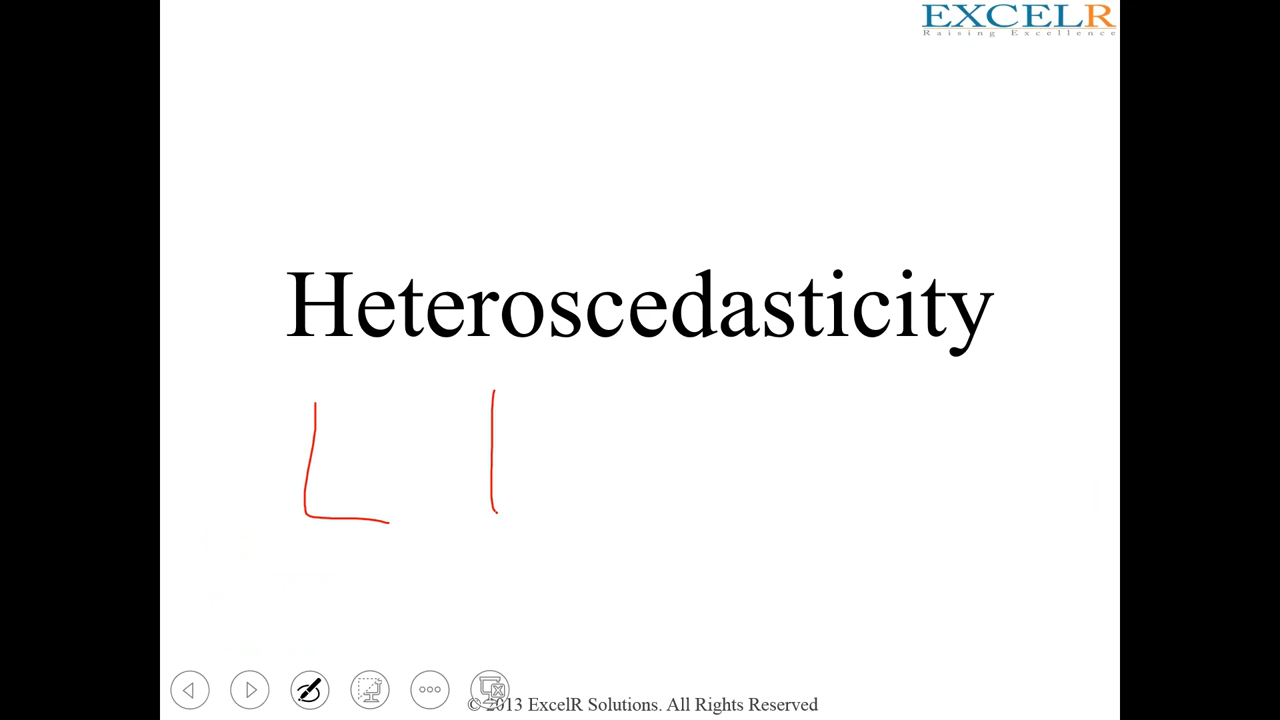 EXCELR
Raising Excellence
Heteroscedasticity
© 2013 ExcelR Solutions. All Rights Reserved